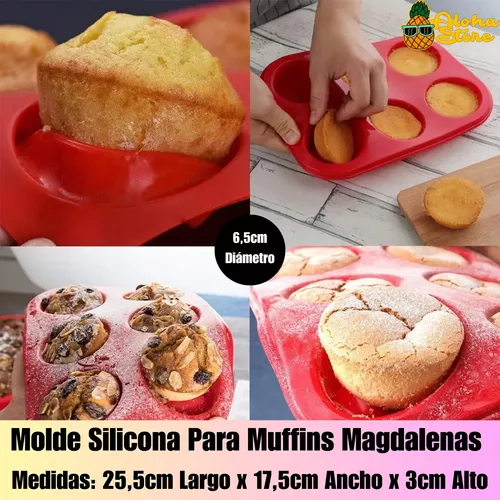 Aloha
Store
6,5cm
Diámetro
Molde Silicona Para Muffins Magdalenas
Medidas: 25,5cm Largo x 17,5cm Ancho x 3cm Alto